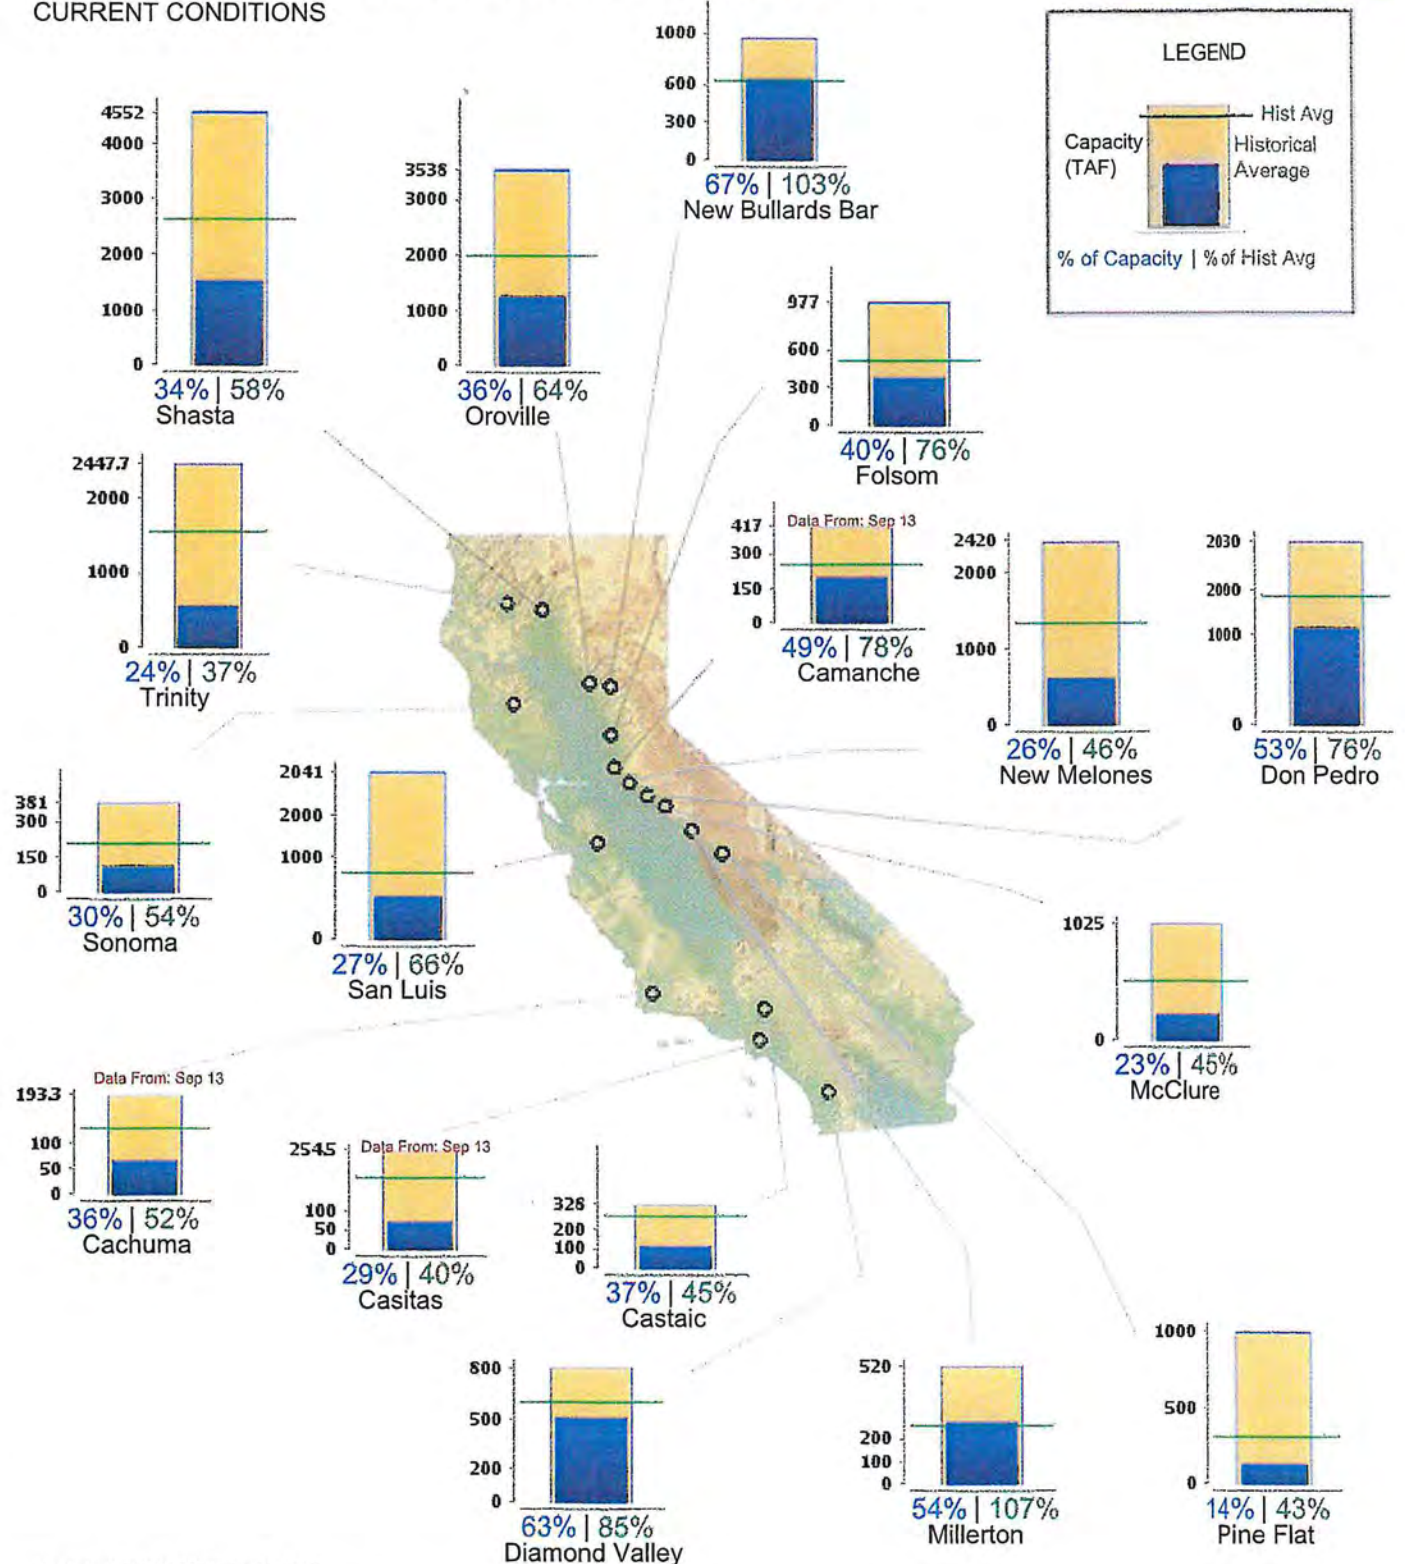 CURRENT CONDITIONS
4552
4000
3000
2000
1000
0
34% | 58%
Shasta
3538
3000
2000
1000
0
36% | 64%
Oroville
1000
600
300
0
67% | 103%
New Bullards Bar
LEGEND
Hist Avg
Capacity
(TAF)
Historical
Average
% of Capacity | % of Hist Avg
977
600
300
0
40% | 76%
Folsom
2447.7
2000
1000
0
24% | 37%
Trinity
Data From: Sep 13
417
300
150
0
49% | 78%
Camanche
2420
2000
1000
0
26% | 46%
New Melones
2030
2000
1000
0
53% | 76%
Don Pedro
381
300
150
0
30% | 54%
Sonoma
2041
2000
1000
0
27% | 66%
San Luis
1025
0
23% | 45%
McClure
Data From: Sep 13
193.3
100
50
0
36% | 52%
Cachuma
Data From: Sep 13
254.5
100
50
0
29% | 40%
Casitas
328
200
100
0
37% | 45%
Castaic
800
500
200
0
63% | 85%
Diamond Valley
520
200
100
0
54% | 107%
Millerton
1000
500
0
14% | 43%
Pine Flat